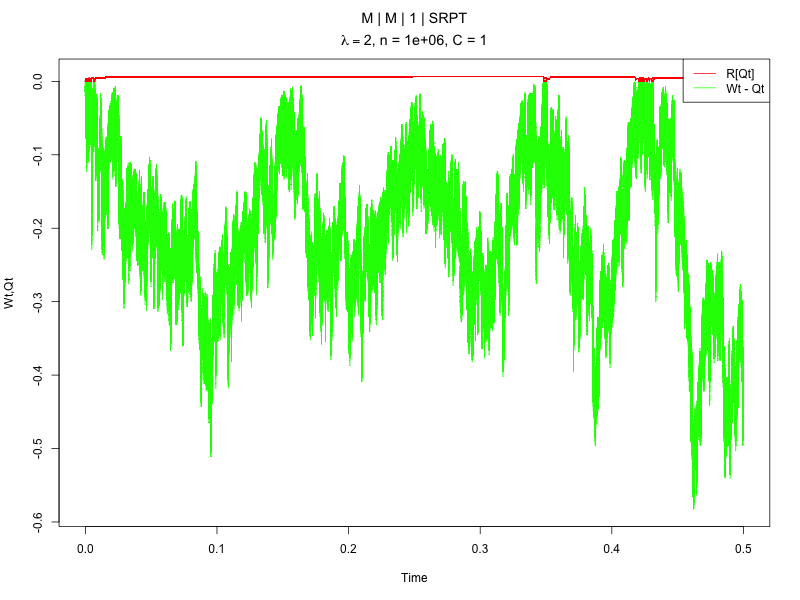 M | M | 1 | SRPT
λ = 2, n = 1e+06, C = 1
R[Qt]
Wt - Qt
0.0
-0.1
-0.2
-0.3
-0.4
-0.5
-0.6
Wt,Qt
0.0 0.1 0.2 0.3 0.4 0.5
Time